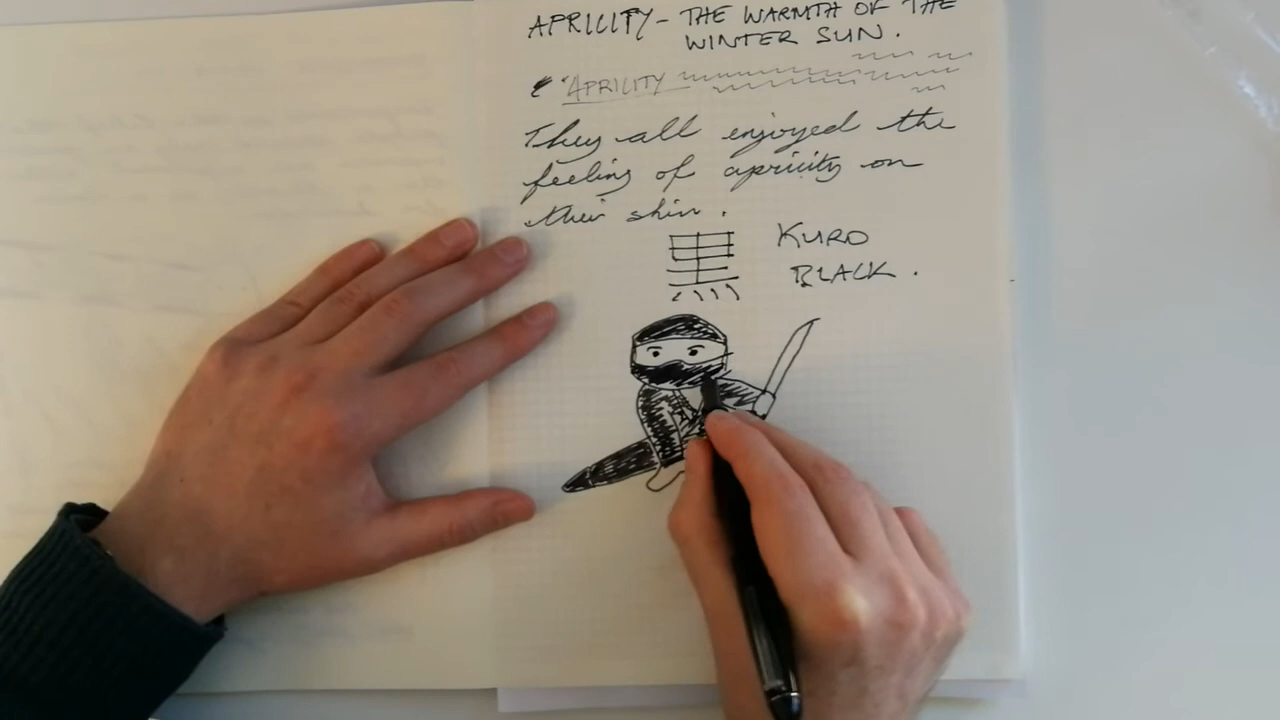 APRICITY - THE WARMTH OF THE
WINTER SUN.
APRILITY
They all enjoyed the
feeling of apricity on
their skin.
黒 KURO
BLACK.